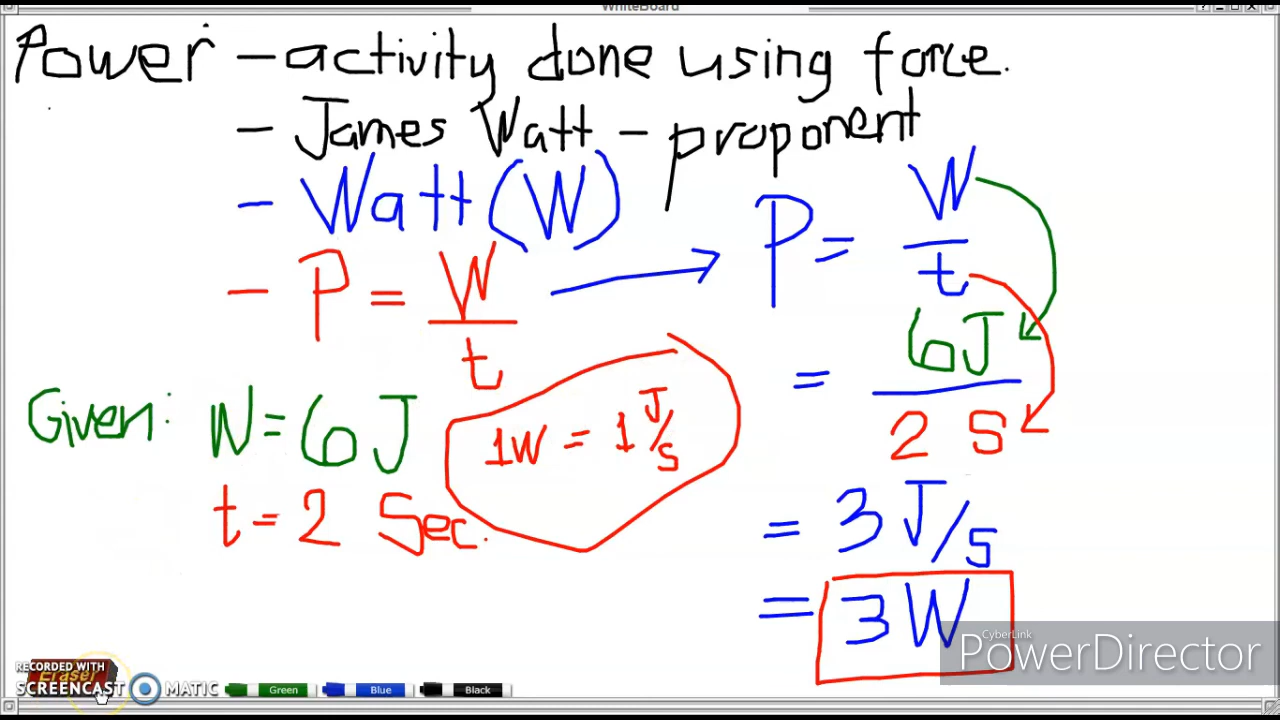 WhiteBoard
Power - activity done using force.
- James Watt - proponent
- Watt (W)
- P = W/t → P = W/t
Given: W = 6 J
t = 2 Sec.
1W = 1 J/s
= 6J / 2 S
= 3 J/s
= 3 W
CyberLink
PowerDirector
RECORDED WITH
SCREENCAST MATIC
Eraser
Green
Blue
Black